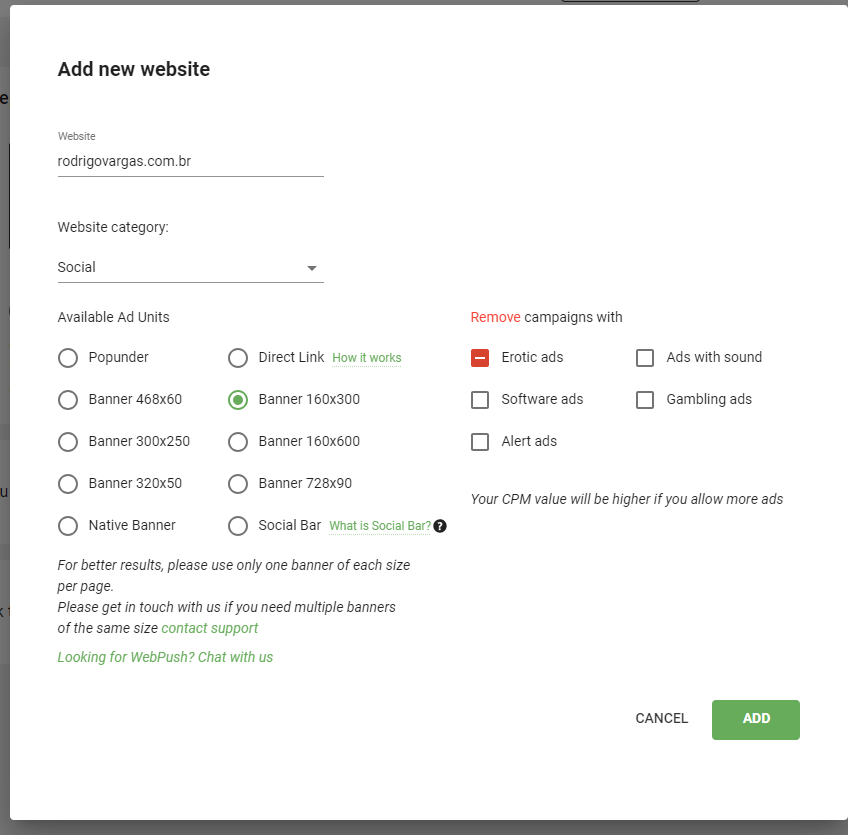 Add new website
Website
rodrigovargas.com.br
Website category:
Social
Available Ad Units
Remove campaigns with
Popunder
Direct Link How it works
Erotic ads
Ads with sound
Banner 468x60
Banner 160x300
Software ads
Gambling ads
Banner 300x250
Banner 160x600
Alert ads
Banner 320x50
Banner 728x90
Your CPM value will be higher if you allow more ads
Native Banner
Social Bar What is Social Bar? ?
For better results, please use only one banner of each size
per page.
Please get in touch with us if you need multiple banners
of the same size contact support
Looking for WebPush? Chat with us
CANCEL
ADD